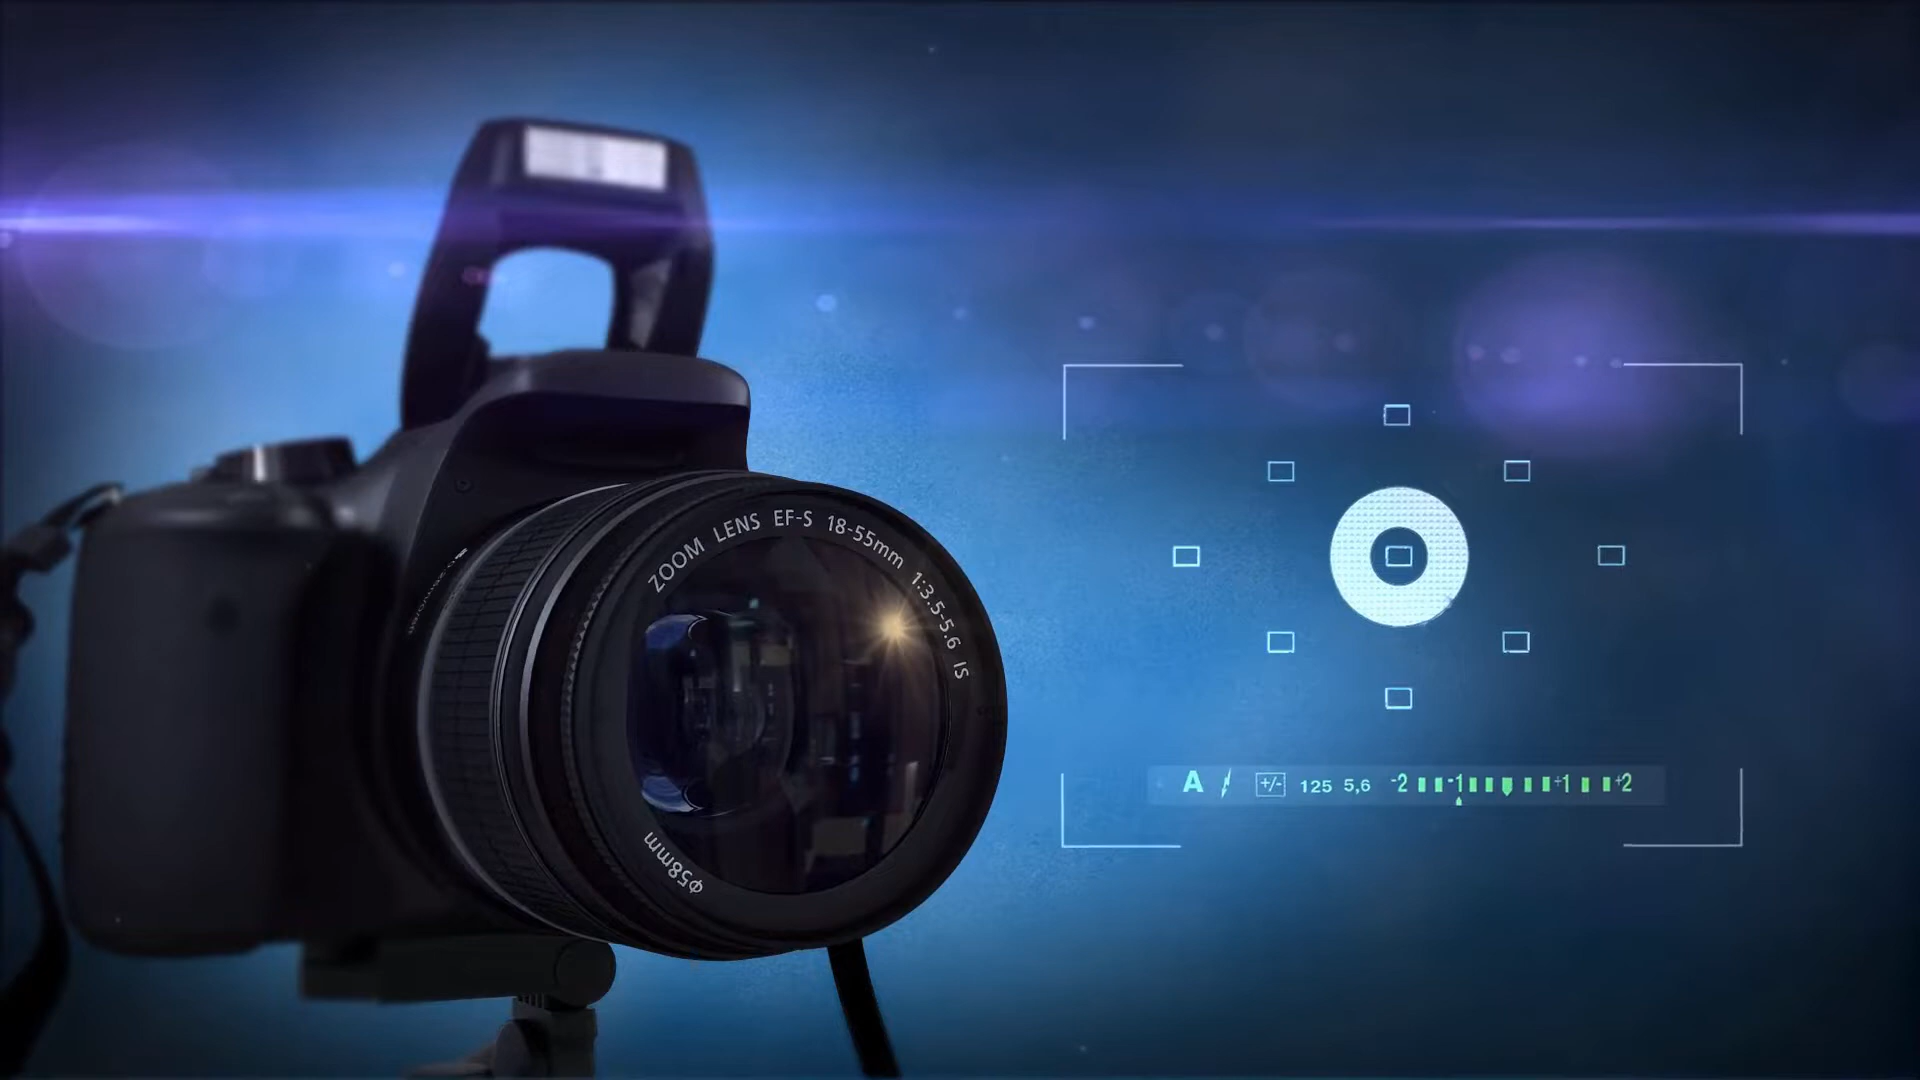 ZOOM LENS EF-S 18-55mm 1:3.5-5.6 IS
φ58mm
A +/- 125 5,6 -2 -1 +1 +2